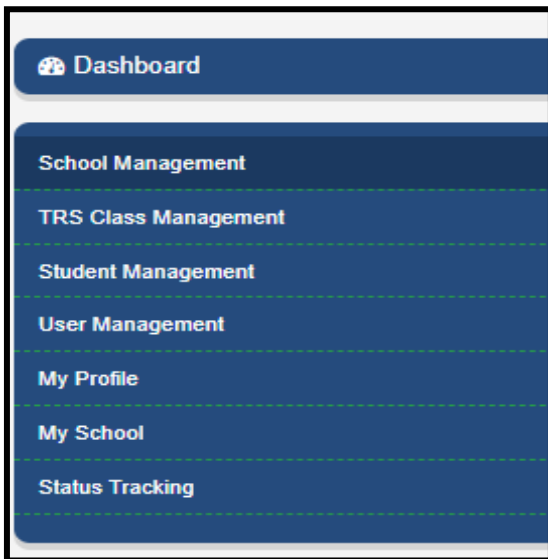 Dashboard
School Management
TRS Class Management
Student Management
User Management
My Profile
My School
Status Tracking